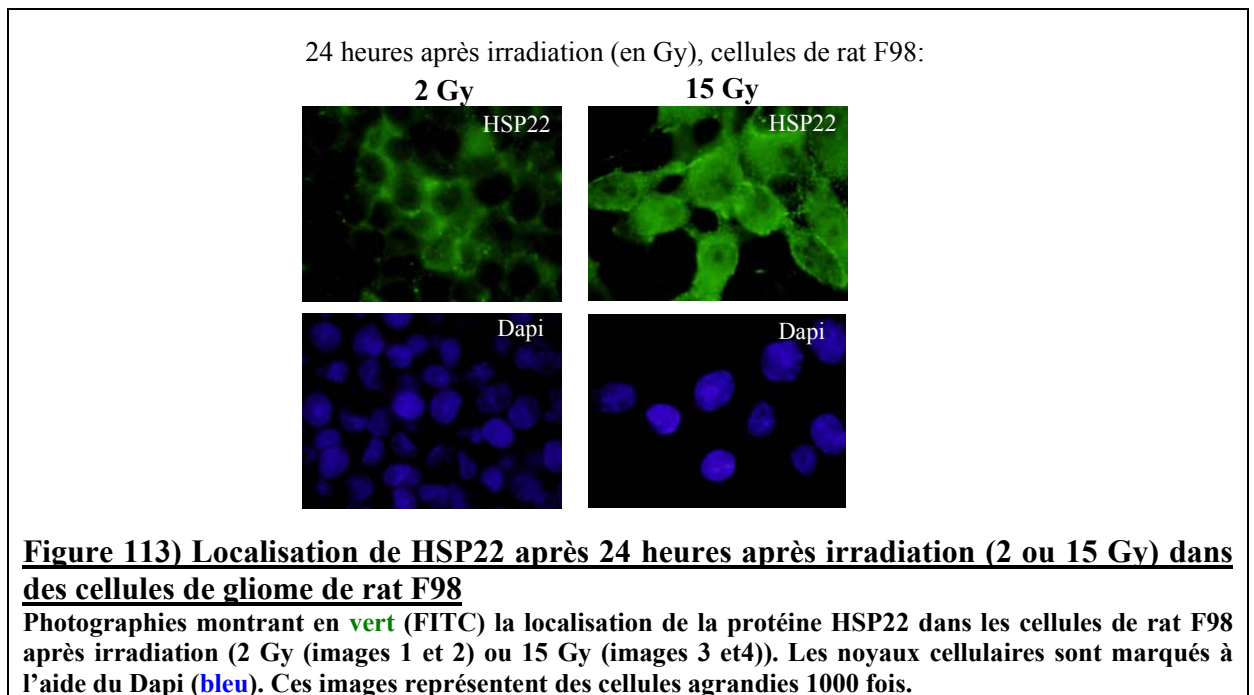 24 heures après irradiation (en Gy), cellules de rat F98:
2 Gy 15 Gy
HSP22 HSP22
Dapi Dapi
Figure 113) Localisation de HSP22 après 24 heures après irradiation (2 ou 15 Gy) dans
des cellules de gliome de rat F98
Photographies montrant en vert (FITC) la localisation de la protéine HSP22 dans les cellules de rat F98
après irradiation (2 Gy (images 1 et 2) ou 15 Gy (images 3 et4)). Les noyaux cellulaires sont marqués à
l'aide du Dapi (bleu). Ces images représentent des cellules agrandies 1000 fois.